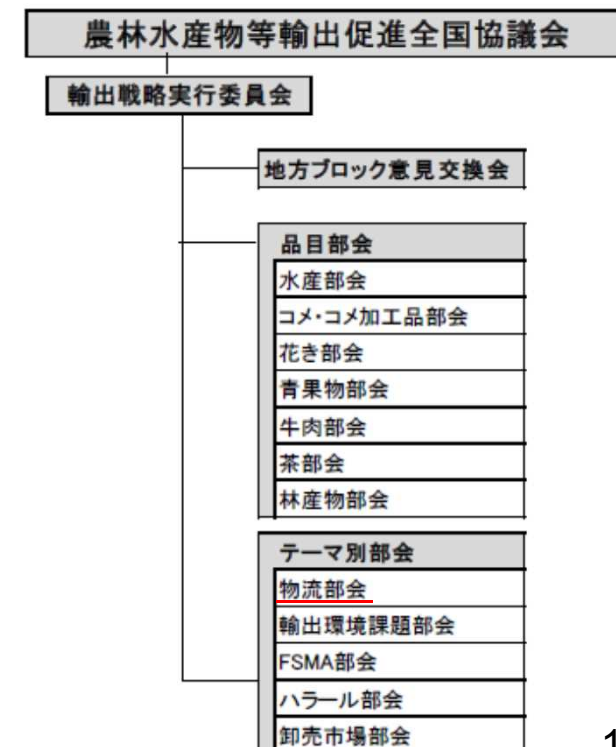 農林水産物等輸出促進全国協議会
輸出戦略実行委員会
地方ブロック意見交換会
品目部会
水産部会
コメ・コメ加工品部会
花き部会
青果物部会
牛肉部会
茶部会
林産物部会
テーマ別部会
物流部会
輸出環境課題部会
FSMA部会
ハラール部会
卸売市場部会
1